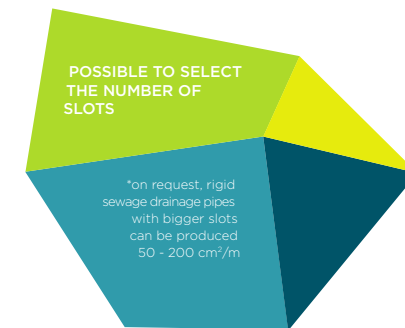 POSSIBLE TO SELECT
THE NUMBER OF
SLOTS
*on request, rigid
sewage drainage pipes
with bigger slots
can be produced
50 - 200 cm²/m